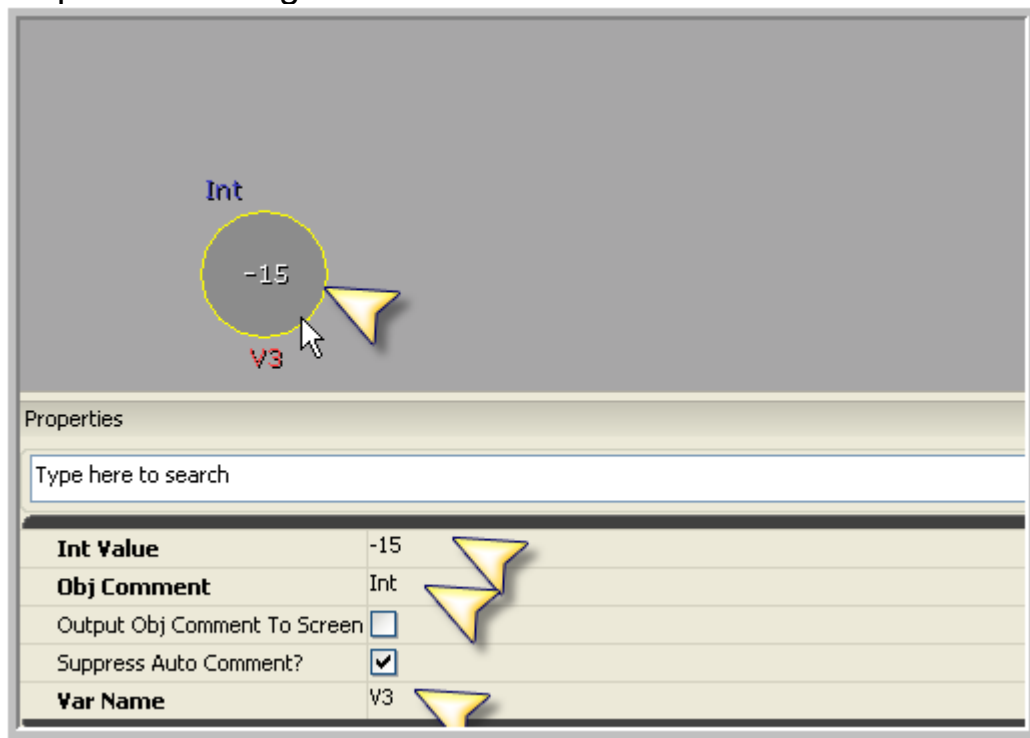 Int
-15
V3
Properties
Type here to search
Int Value -15
Obj Comment Int
Output Obj Comment To Screen
Suppress Auto Comment?
Var Name V3